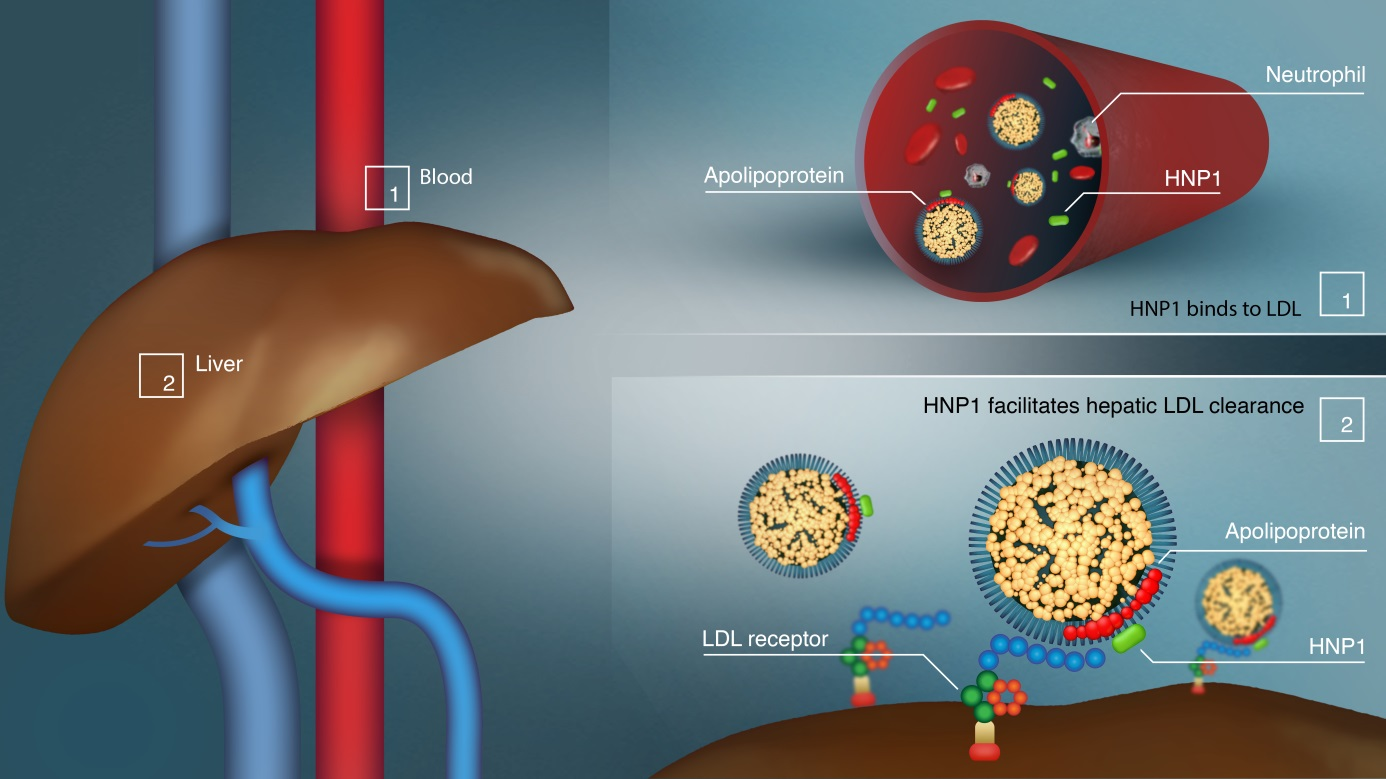 1
Blood
2
Liver
Neutrophil
Apolipoprotein
HNP1
HNP1 binds to LDL
1
HNP1 facilitates hepatic LDL clearance
2
Apolipoprotein
LDL receptor
HNP1